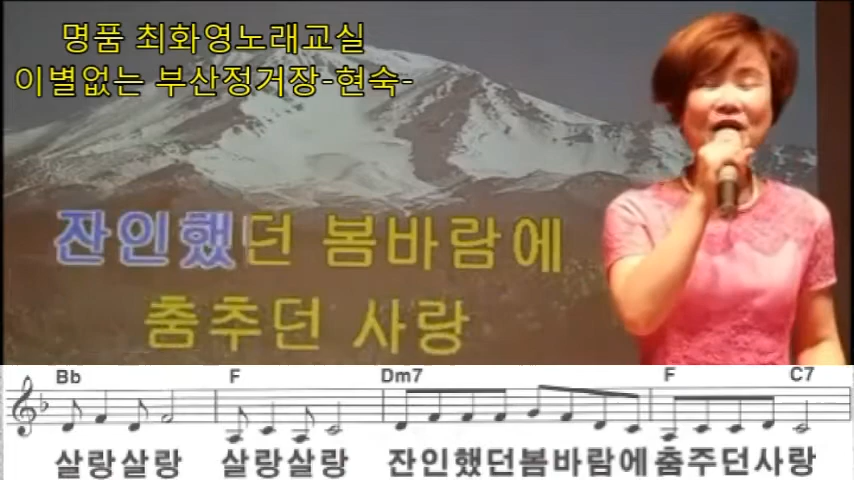 명품 최화영노래교실
이별없는 부산정거장-현숙-
잔인했던 봄바람에
춤추던 사랑
Bb F Dm7 F C7
살랑살랑 살랑살랑 잔인했던봄바람에춤주던사랑